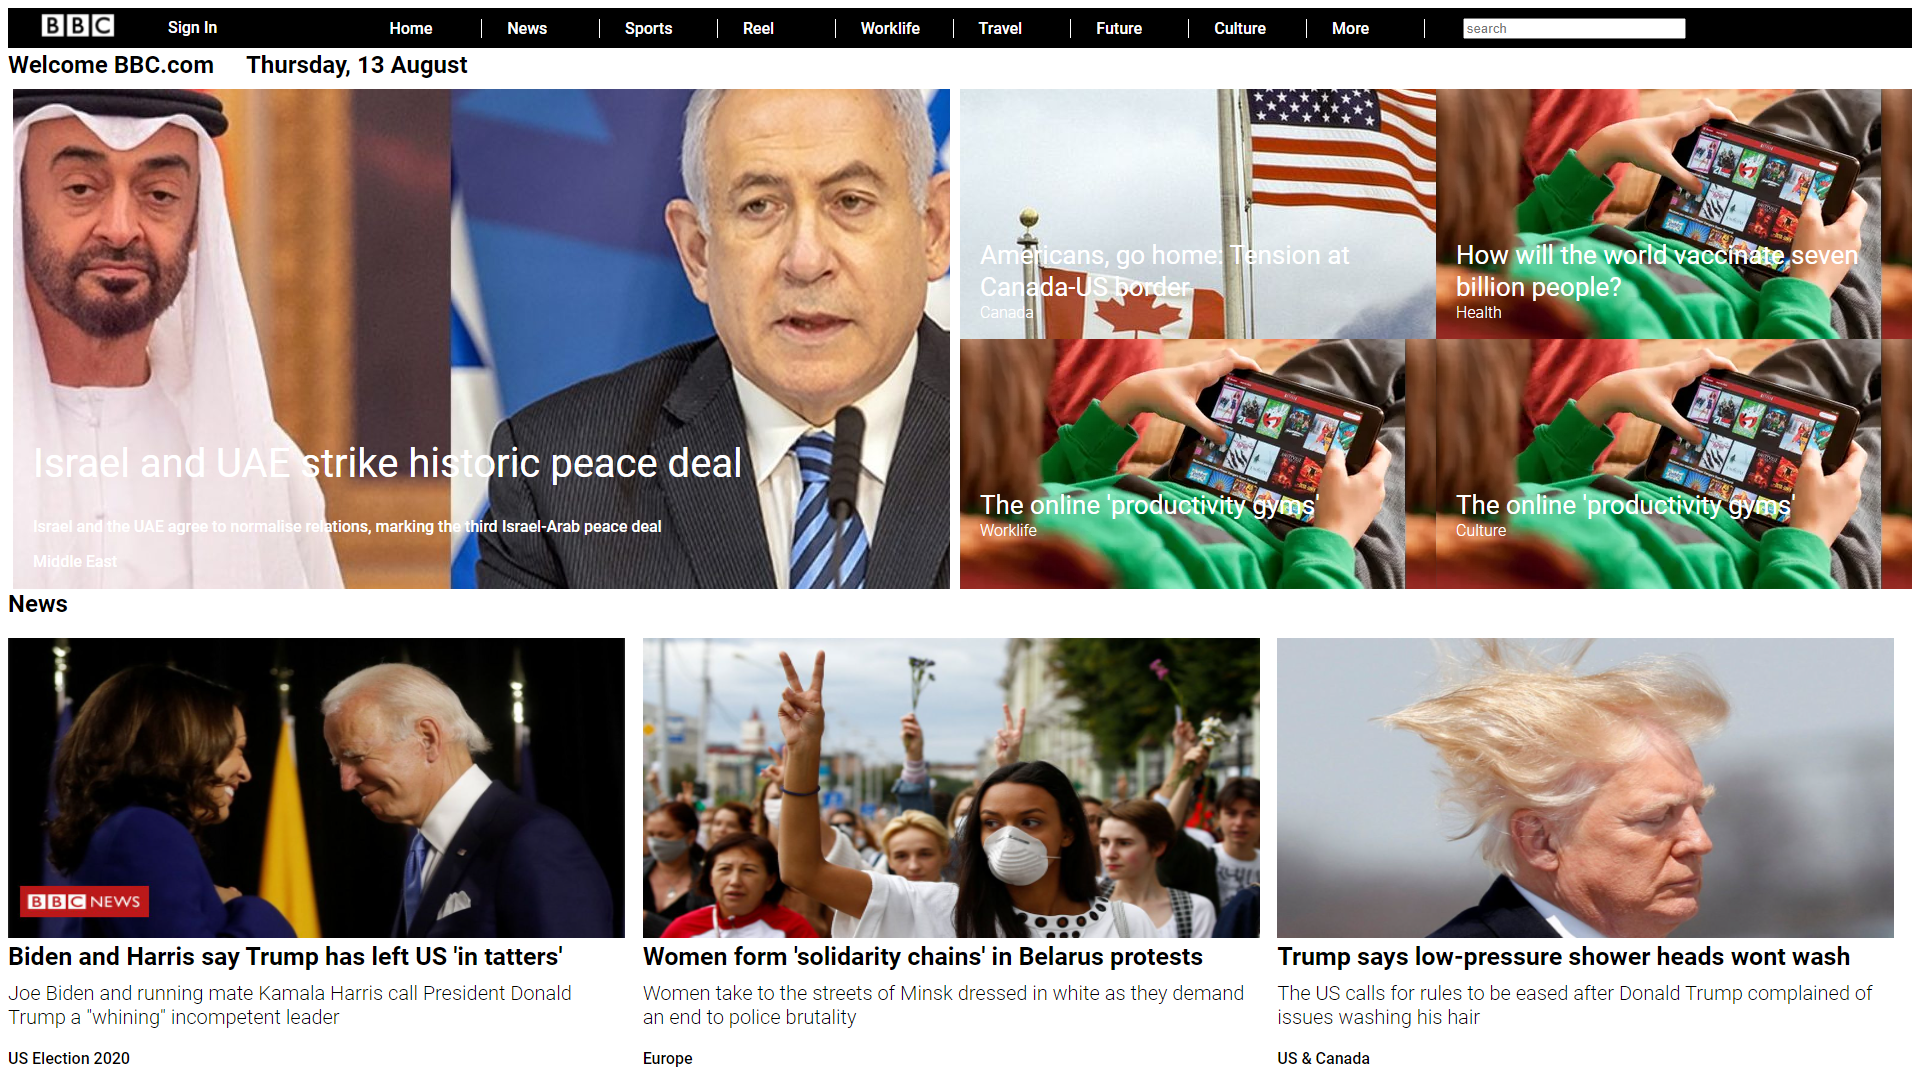 BBC Sign In Home News Sports Reel Worklife Travel Future Culture More search
Welcome BBC.com Thursday, 13 August
Israel and UAE strike historic peace deal
Israel and the UAE agree to normalise relations, marking the third Israel-Arab peace deal
Middle East
Americans, go home: Tension at
Canada-US border
Canada
How will the world vaccinate seven
billion people?
Health
The online 'productivity gyms'
Worklife
The online 'productivity gyms'
Culture
News
BBC NEWS
Biden and Harris say Trump has left US 'in tatters'
Joe Biden and running mate Kamala Harris call President Donald
Trump a "whining" incompetent leader
US Election 2020
Women form 'solidarity chains' in Belarus protests
Women take to the streets of Minsk dressed in white as they demand
an end to police brutality
Europe
Trump says low-pressure shower heads wont wash
The US calls for rules to be eased after Donald Trump complained of
issues washing his hair
US & Canada